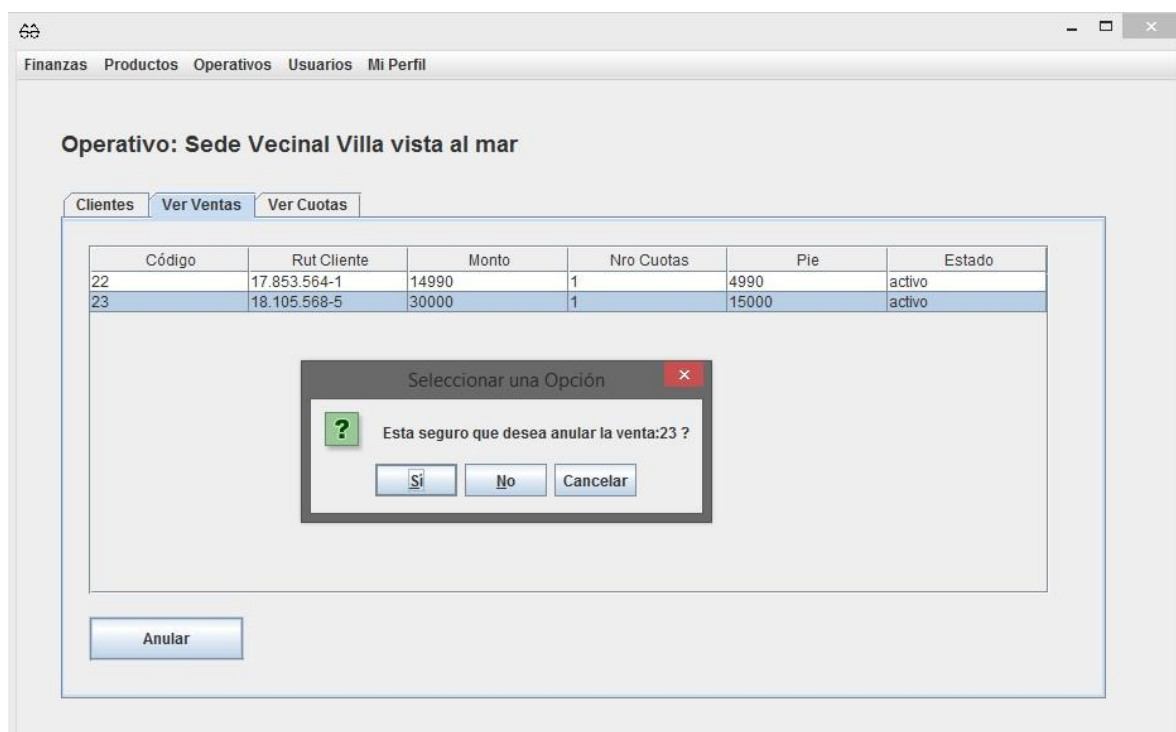 Finanzas Productos Operativos Usuarios Mi Perfil
Operativo: Sede Vecinal Villa vista al mar
Clientes Ver Ventas Ver Cuotas
Código Rut Cliente Monto Nro Cuotas Pie Estado
22 17.853.564-1 14990 1 4990 activo
23 18.105.568-5 30000 1 15000 activo
Seleccionar una Opción
Esta seguro que desea anular la venta:23 ?
Sí No Cancelar
Anular